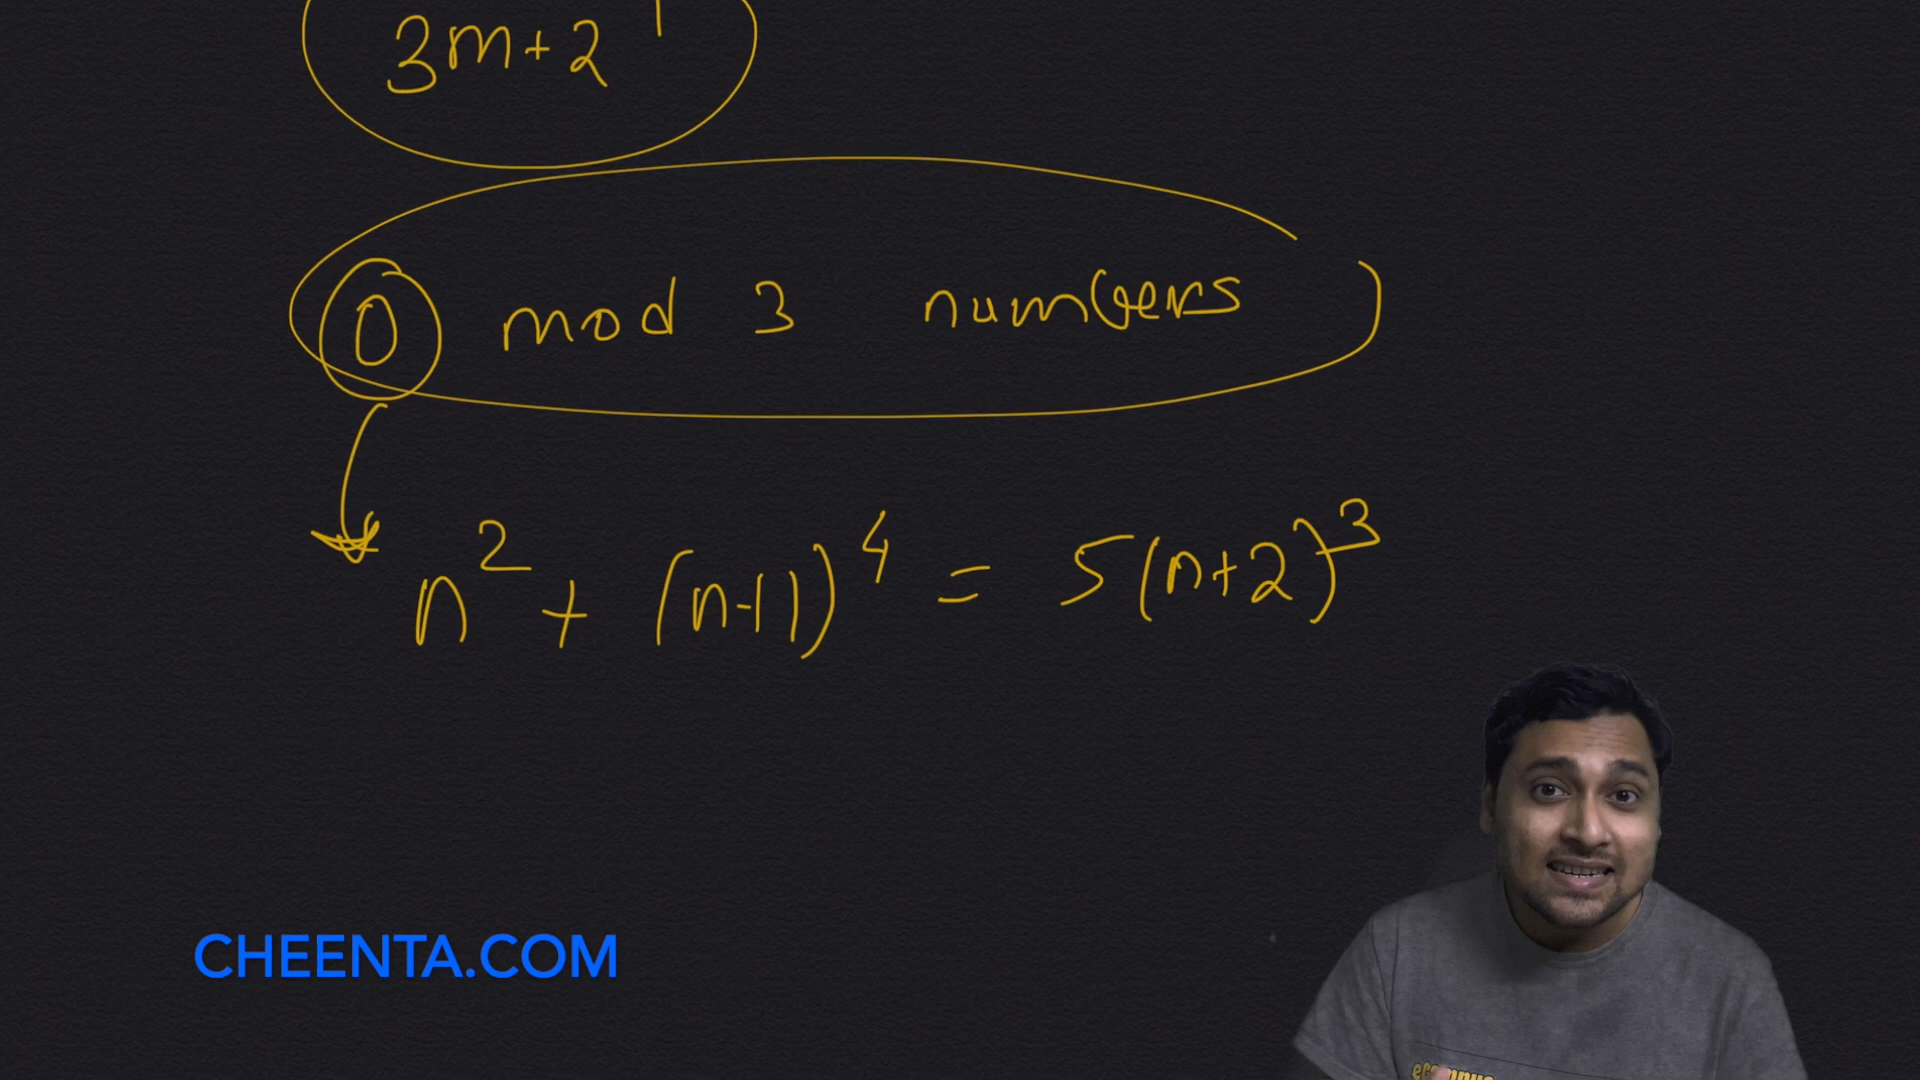 3m+2
0 mod 3 numbers
n² + (n+1)⁴ = 5(n+2)³
CHEENTA.COM